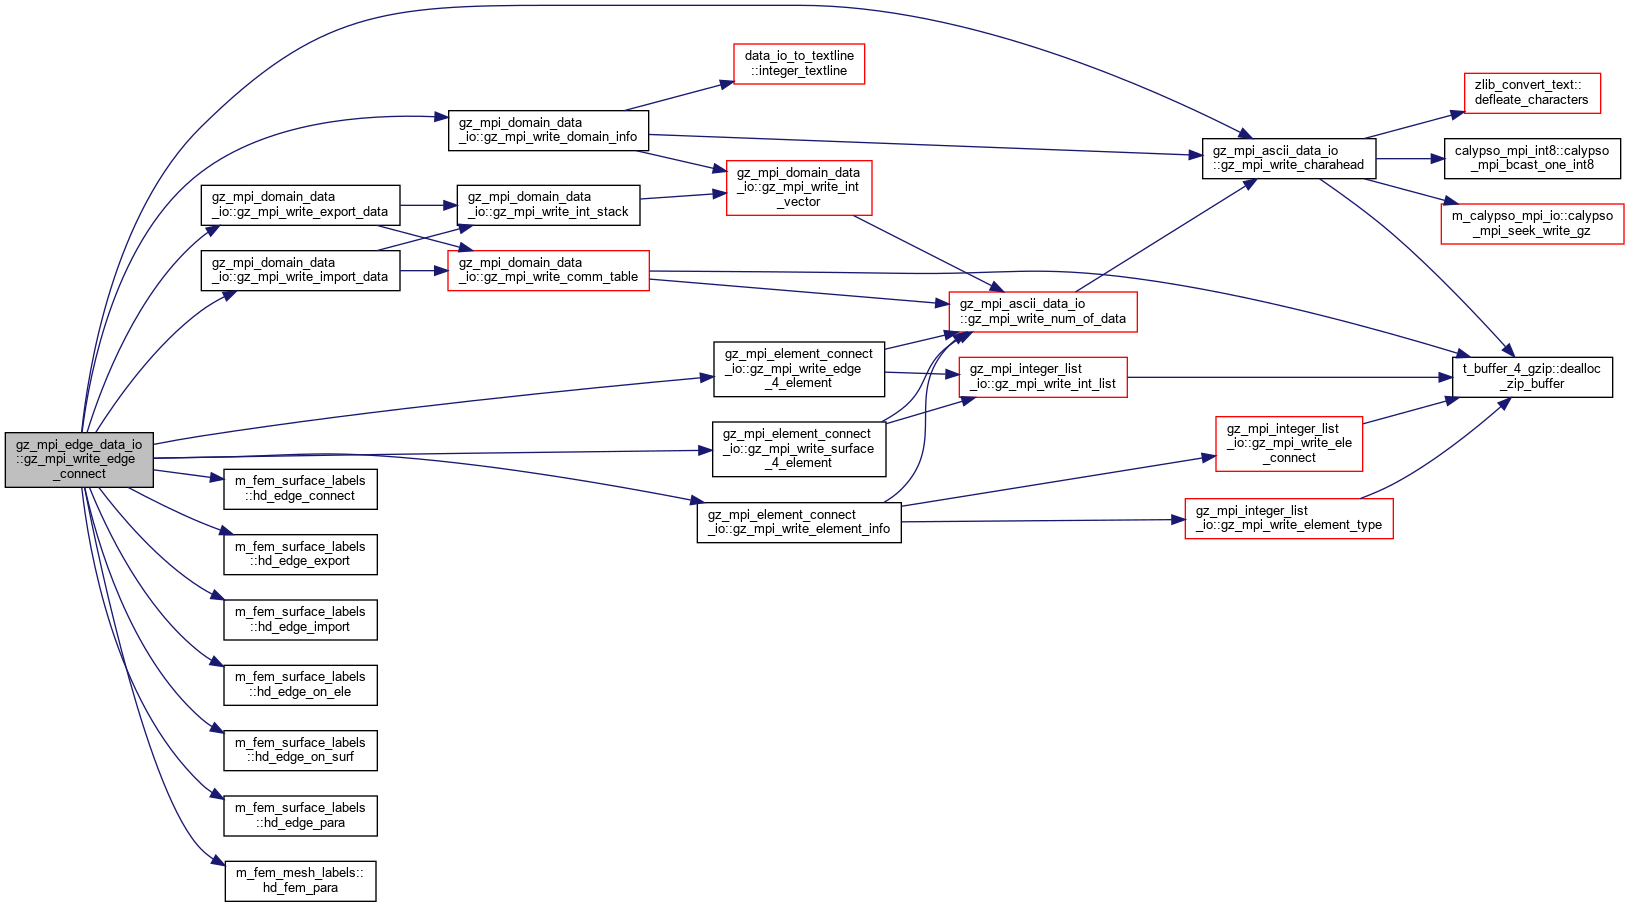 data_io_to_textline
::integer_textline
zlib_convert_text::
defleate_characters
gz_mpi_domain_data
_io::gz_mpi_write_domain_info
gz_mpi_ascii_data_io
::gz_mpi_write_charahead
calypso_mpi_int8::calypso
_mpi_bcast_one_int8
gz_mpi_domain_data
_io::gz_mpi_write_int
_vector
gz_mpi_domain_data
_io::gz_mpi_write_export_data
gz_mpi_domain_data
_io::gz_mpi_write_int_stack
m_calypso_mpi_io::calypso
_mpi_seek_write_gz
gz_mpi_domain_data
_io::gz_mpi_write_import_data
gz_mpi_domain_data
_io::gz_mpi_write_comm_table
gz_mpi_ascii_data_io
::gz_mpi_write_num_of_data
gz_mpi_element_connect
_io::gz_mpi_write_edge
_4_element
gz_mpi_integer_list
_io::gz_mpi_write_int_list
t_buffer_4_gzip::dealloc
_zip_buffer
gz_mpi_edge_data_io
::gz_mpi_write_edge
_connect
gz_mpi_element_connect
_io::gz_mpi_write_surface
_4_element
gz_mpi_integer_list
_io::gz_mpi_write_ele
_connect
m_fem_surface_labels
::hd_edge_connect
gz_mpi_element_connect
_io::gz_mpi_write_element_info
gz_mpi_integer_list
_io::gz_mpi_write_element_type
m_fem_surface_labels
::hd_edge_export
m_fem_surface_labels
::hd_edge_import
m_fem_surface_labels
::hd_edge_on_ele
m_fem_surface_labels
::hd_edge_on_surf
m_fem_surface_labels
::hd_edge_para
m_fem_mesh_labels::
hd_fem_para